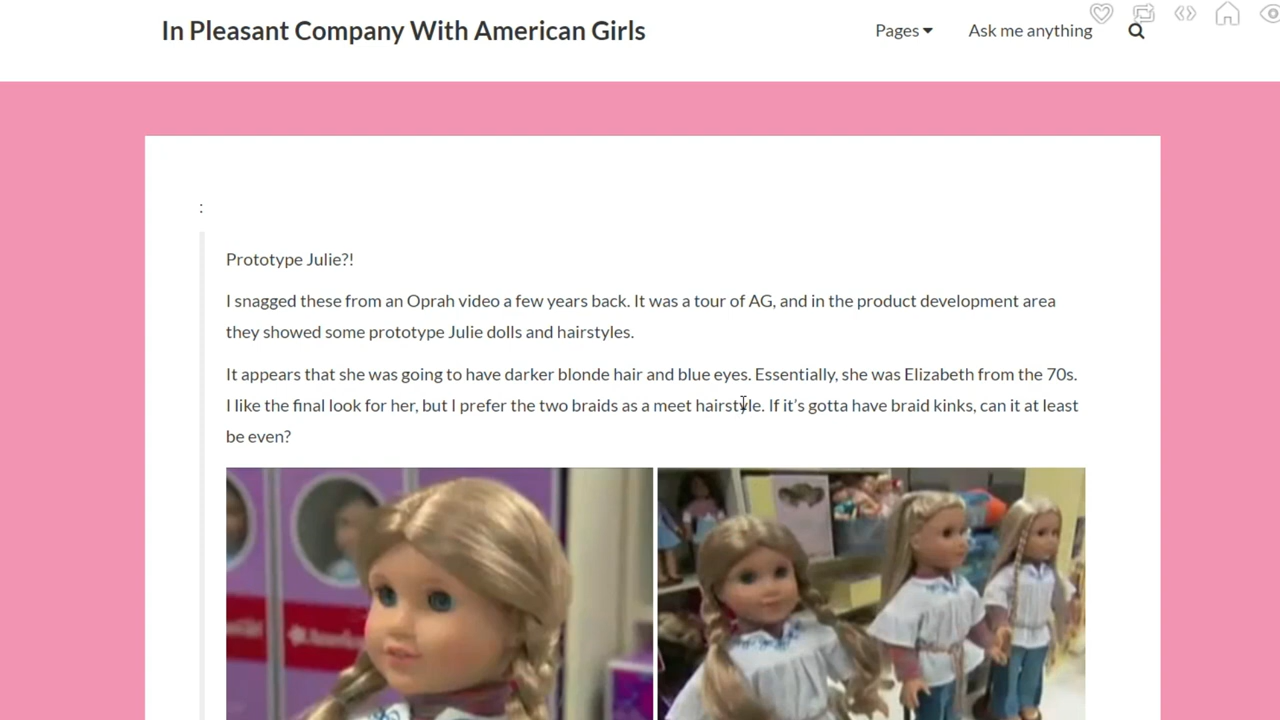 In Pleasant Company With American Girls
Pages
Ask me anything
:
Prototype Julie?!
I snagged these from an Oprah video a few years back. It was a tour of AG, and in the product development area
they showed some prototype Julie dolls and hairstyles.
It appears that she was going to have darker blonde hair and blue eyes. Essentially, she was Elizabeth from the 70s.
I like the final look for her, but I prefer the two braids as a meet hairstyle. If it’s gotta have braid kinks, can it at least
be even?